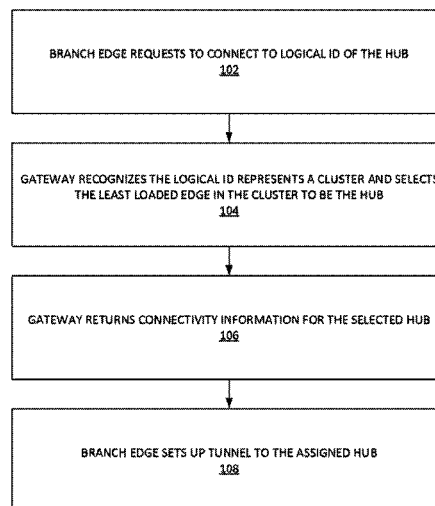 BRANCH EDGE REQUESTS TO CONNECT TO LOGICAL ID OF THE HUB
102
GATEWAY RECOGNIZES THE LOGICAL ID REPRESENTS A CLUSTER AND SELECTS
THE LEAST LOADED EDGE IN THE CLUSTER TO BE THE HUB
104
GATEWAY RETURNS CONNECTIVITY INFORMATION FOR THE SELECTED HUB
106
BRANCH EDGE SETS UP TUNNEL TO THE ASSIGNED HUB
108